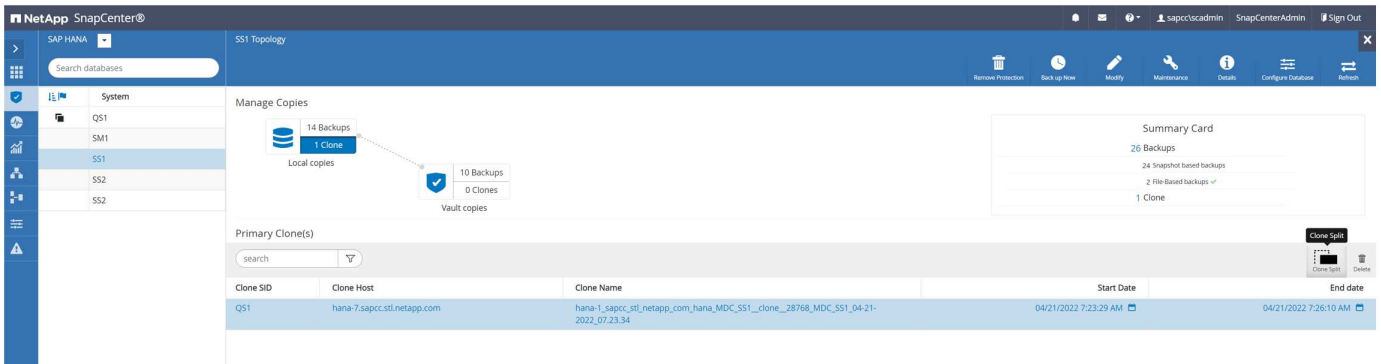 NetApp SnapCenter®
sapcc\scadmin SnapCenterAdmin Sign Out
SAP HANA
SS1 Topology
Search databases
Remove Protection Back up Now Modify Maintenance Details Configure Database Refresh
System
QS1
SM1
SS1
SS2
SS2
Manage Copies
14 Backups
1 Clone
Local copies
10 Backups
0 Clones
Vault copies
Summary Card
26 Backups
24 Snapshot based backups
2 File-Based backups
1 Clone
Primary Clone(s)
Clone Split
search
Clone Split Delete
Clone SID Clone Host Clone Name Start Date End date
QS1 hana-7.sapcc.stl.netapp.com hana-1_sapcc_stl_netapp_com_hana_MDC_SS1__clone__28768_MDC_SS1_04-21- 04/21/2022 7:23:29 AM 04/21/2022 7:26:10 AM
2022_07.23.34